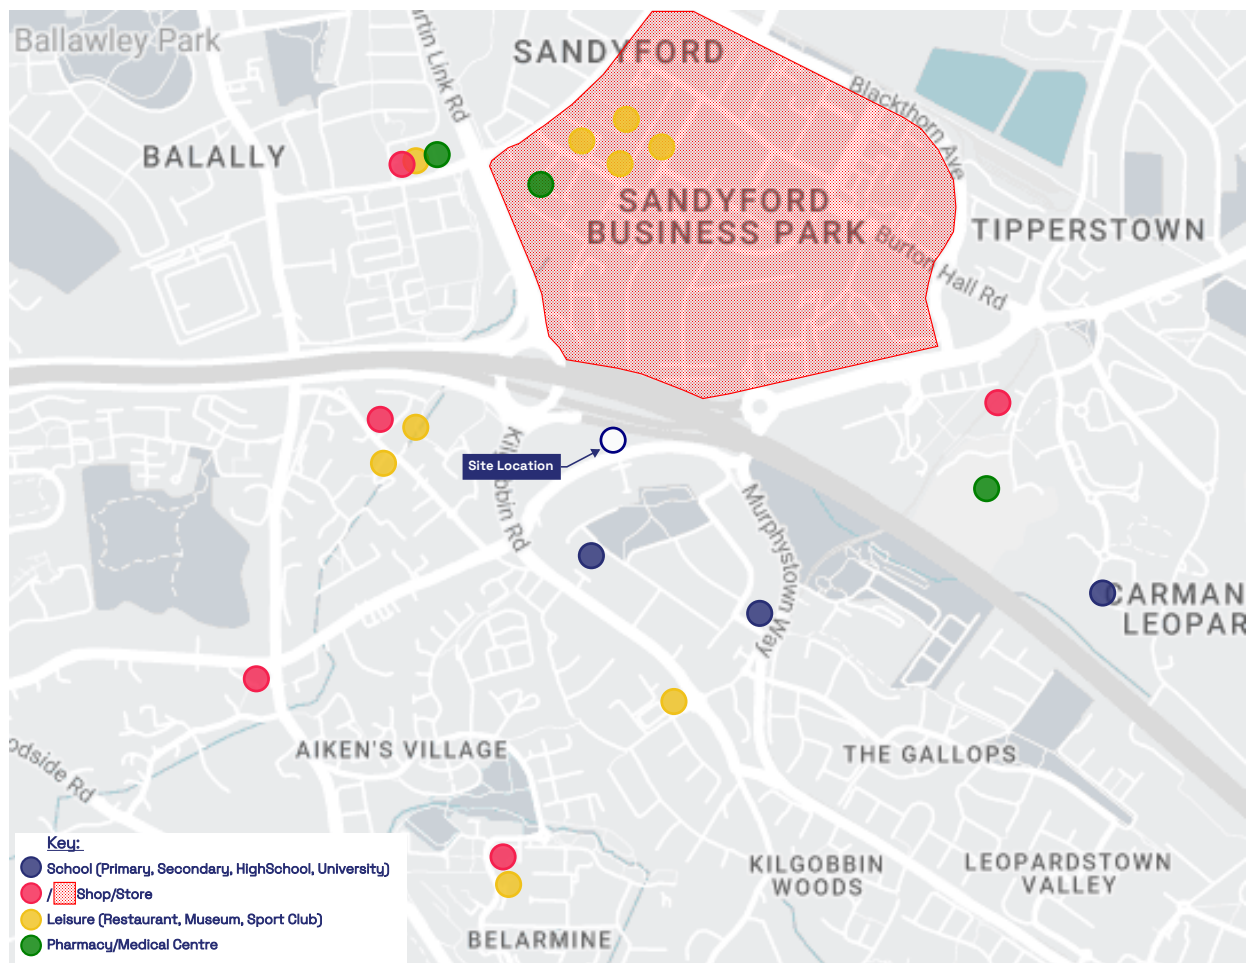 Ballawley Park
rtin Link Rd
SANDYFORD
Blackthorn Ave
BALALLY
SANDYFORD
BUSINESS PARK
Burton Hall Rd
TIPPERSTOWN
Site Location
Kilgobbin Rd
Murphystown Way
CARMAN
LEOPAR
odside Rd
AIKEN'S VILLAGE
THE GALLOPS
KILGOBBIN
WOODS
LEOPARDSTOWN
VALLEY
BELARMINE
Key:
School (Primary, Secondary, HighSchool, University)
/ Shop/Store
Leisure (Restaurant, Museum, Sport Club)
Pharmacy/Medical Centre